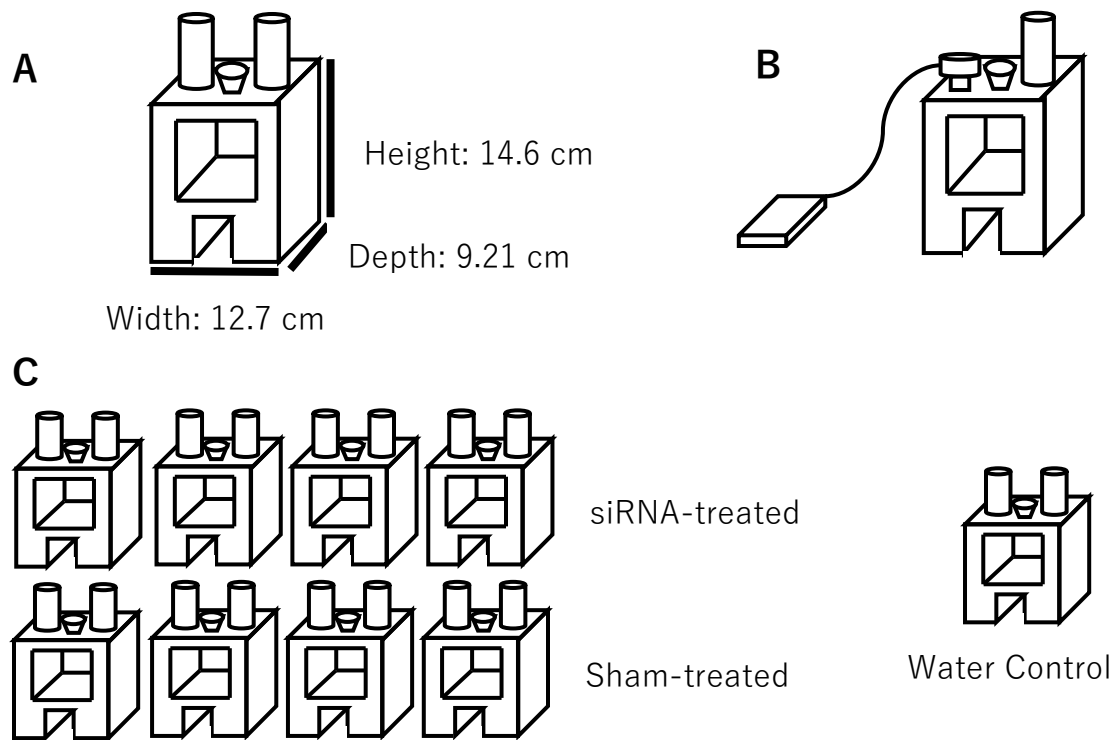 A
B
Height: 14.6 cm
Depth: 9.21 cm
Width: 12.7 cm
C
siRNA-treated
Sham-treated
Water Control